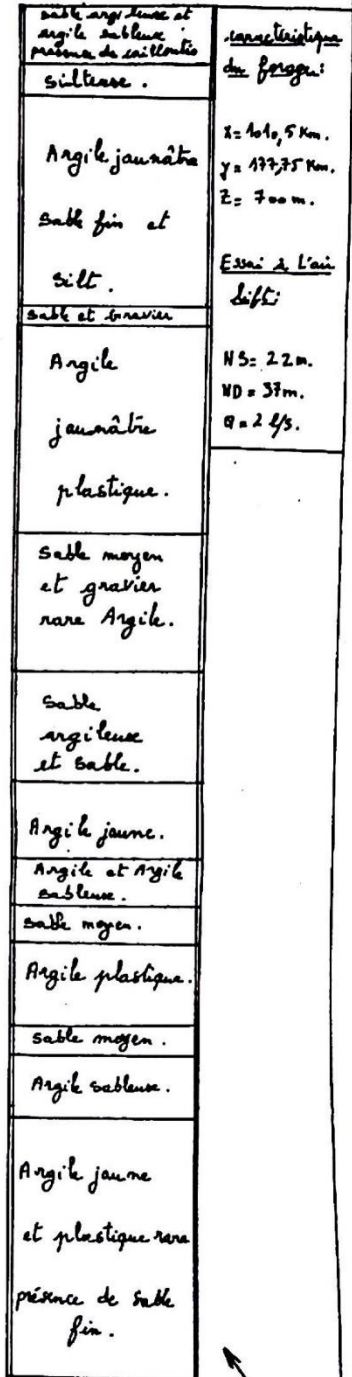 sable argileuse et
argile sableux
présence de cailloutis
silteuse.
Argile jaunâtre
sable fin et
silt.
sable et Gravier
Argile
jaunâtre
plastique.
sable moyen
et gravier
rare Argile.
sable
argileuse
et sable.
Argile jaune.
Argile et Argile
sableuse.
sable moyen.
Argile plastique.
sable moyen.
Argile sableuse.
Argile jaune
et plastique rare
présence de sable
fin.
caractéristique
du forage:
X= 1010,5 Km.
y= 177,75 Km.
Z= 700 m.
Essai à L'air
lift:
NS= 22m.
ND= 37m.
Q= 2 l/s.